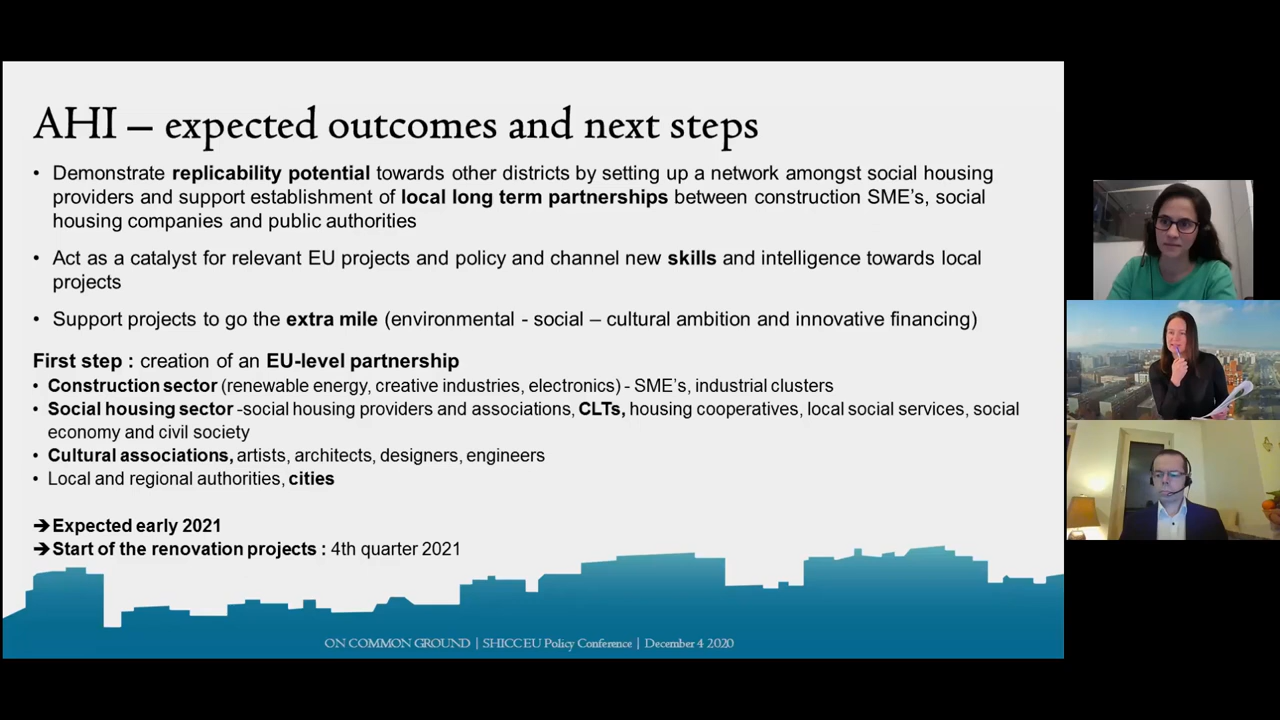 AHI – expected outcomes and next steps
• Demonstrate replicability potential towards other districts by setting up a network amongst social housing
providers and support establishment of local long term partnerships between construction SME's, social
housing companies and public authorities
• Act as a catalyst for relevant EU projects and policy and channel new skills and intelligence towards local
projects
• Support projects to go the extra mile (environmental - social – cultural ambition and innovative financing)
First step : creation of an EU-level partnership
• Construction sector (renewable energy, creative industries, electronics) - SME's, industrial clusters
• Social housing sector -social housing providers and associations, CLTs, housing cooperatives, local social services, social
economy and civil society
• Cultural associations, artists, architects, designers, engineers
• Local and regional authorities, cities
➔Expected early 2021
➔Start of the renovation projects : 4th quarter 2021
ON COMMON GROUND | SHICC EU Policy Conference | December 4 2020